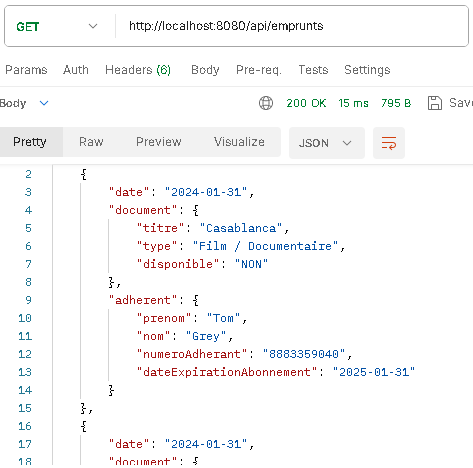 GET http://localhost:8080/api/emprunts
Params Auth Headers (6) Body Pre-req. Tests Settings
Body 200 OK 15 ms 795 B Save
Pretty Raw Preview Visualize JSON
2 {
3 "date": "2024-01-31",
4 "document": {
5 "titre": "Casablanca",
6 "type": "Film / Documentaire",
7 "disponible": "NON"
8 },
9 "adherent": {
10 "prenom": "Tom",
11 "nom": "Grey",
12 "numeroAdherant": "8883359040",
13 "dateExpirationAbonnement": "2025-01-31"
14 }
15 },
16 {
17 "date": "2024-01-31",
18 "document": {